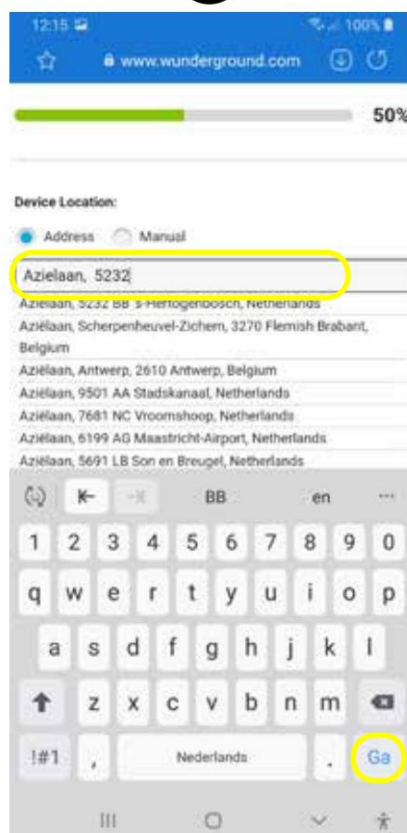 12:15 100%
www.wunderground.com
50%
Device Location:
Address Manual
Azielaan, 5232
Aziëlaan, 5232 BB 's-Hertogenbosch, Netherlands
Aziëlaan, Scherpenheuvel-Zichem, 3270 Flemish Brabant,
Belgium
Aziëlaan, Antwerp, 2610 Antwerp, Belgium
Aziëlaan, 9501 AA Stadskanaal, Netherlands
Aziëlaan, 7681 NC Vroomshoop, Netherlands
Aziëlaan, 6199 AG Maastricht-Airport, Netherlands
Aziëlaan, 5691 LB Son en Breugel, Netherlands
BB en ...
1 2 3 4 5 6 7 8 9 0
q w e r t y u i o p
a s d f g h j k l
z x c v b n m
!#1 , Nederlands . Ga